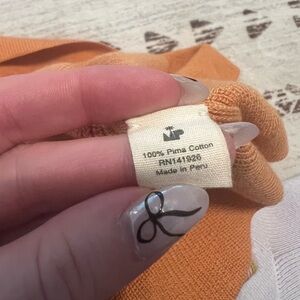 MP
100% Pima Cotton
RN141926
Made in Peru